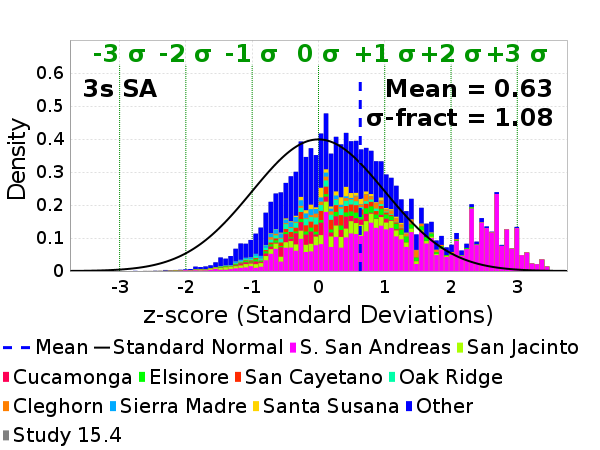 -3 σ -2 σ -1 σ 0 σ +1 σ +2 σ +3 σ
3s SA
Mean = 0.63
σ-fract = 1.08
Density
0.6
0.5
0.4
0.3
0.2
0.1
0
-3 -2 -1 0 1 2 3
z-score (Standard Deviations)
Mean Standard Normal S. San Andreas San Jacinto
Cucamonga Elsinore San Cayetano Oak Ridge
Cleghorn Sierra Madre Santa Susana Other
Study 15.4